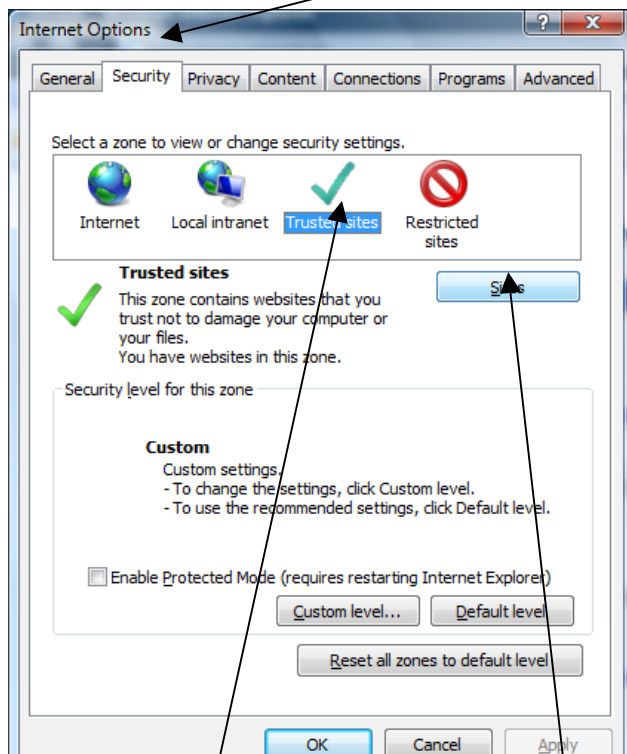 Internet Options
General Security Privacy Content Connections Programs Advanced
Select a zone to view or change security settings.
Internet Local intranet Trusted sites Restricted sites
Trusted sites
Sites
This zone contains websites that you
trust not to damage your computer or
your files.
You have websites in this zone.
Security level for this zone
Custom
Custom settings.
- To change the settings, click Custom level.
- To use the recommended settings, click Default level.
Enable Protected Mode (requires restarting Internet Explorer)
Custom level... Default level
Reset all zones to default level
OK Cancel Apply